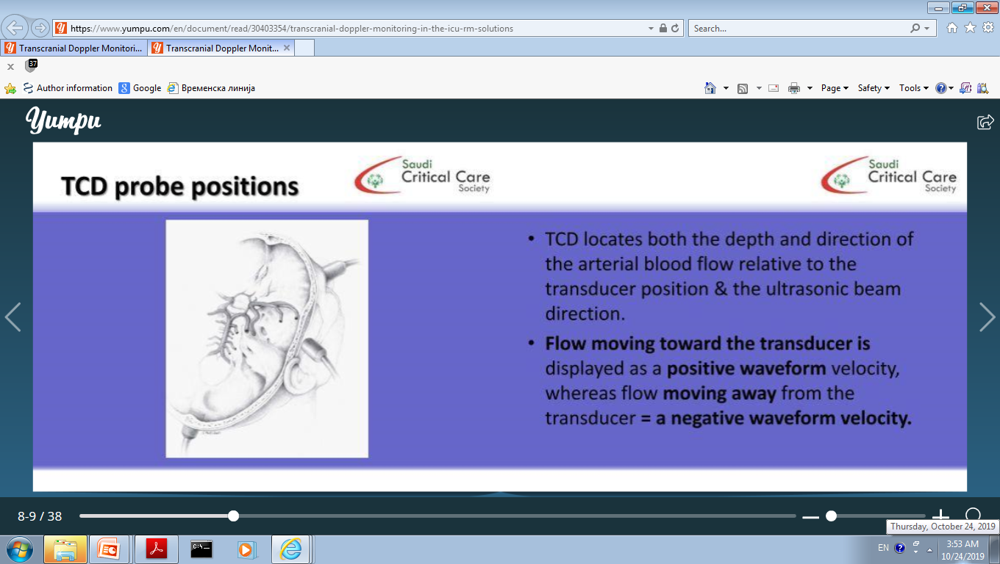 https://www.yumpu.com/en/document/read/30403354/transcranial-doppler-monitoring-in-the-icu-rm-solutions
Search...
Transcranial Doppler Monitori...
Transcranial Doppler Monit...
x
37
Author information
Google
Временска линија
Page
Safety
Tools
Yumpu
TCD probe positions
Saudi
Critical Care
Society
Saudi
Critical Care
Society
• TCD locates both the depth and direction of
the arterial blood flow relative to the
transducer position & the ultrasonic beam
direction.
• Flow moving toward the transducer is
displayed as a positive waveform velocity,
whereas flow moving away from the
transducer = a negative waveform velocity.
8-9 / 38
Thursday, October 24, 2019
EN
3:53 AM
10/24/2019